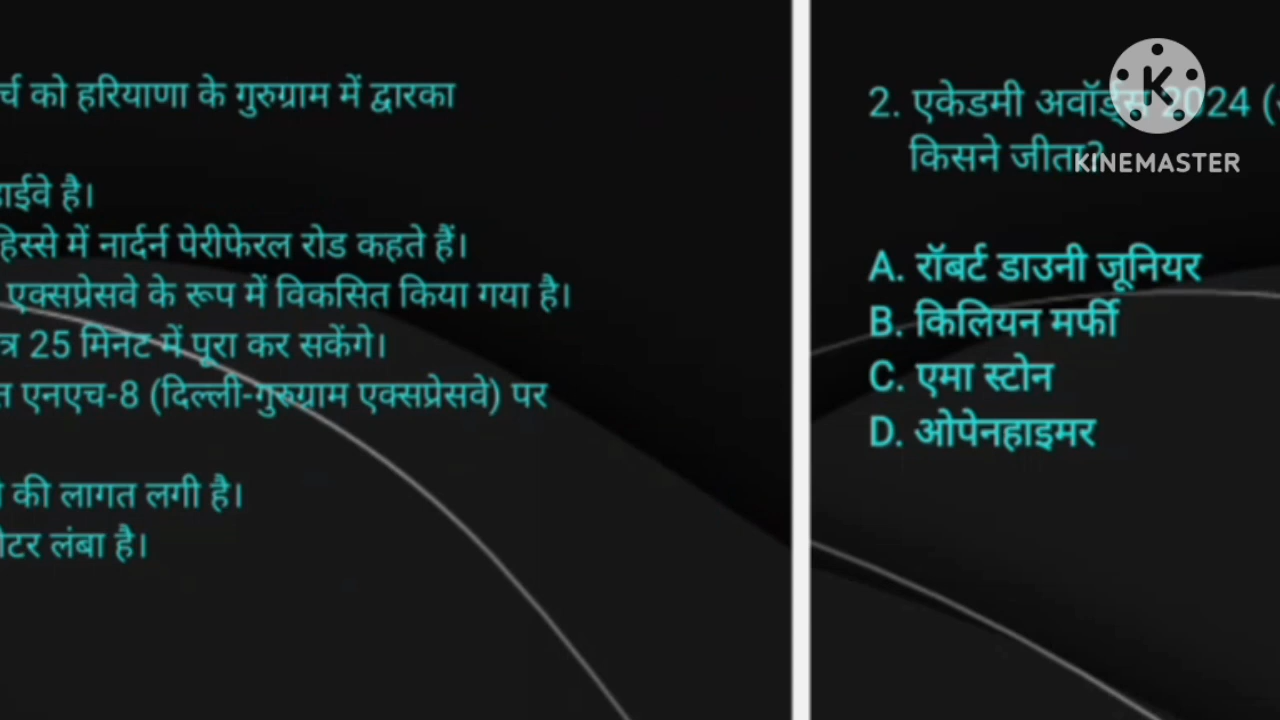 र्च को हरियाणा के गुरुग्राम में द्वारका
हाईवे है।
हिस्से में नार्दर्न पेरीफेरल रोड कहते हैं।
एक्सप्रेसवे के रूप में विकसित किया गया है।
त्र 25 मिनट में पूरा कर सकेंगे।
त एनएच-8 (दिल्ली-गुरुग्राम एक्सप्रेसवे) पर
की लागत लगी है।
मीटर लंबा है।
2. एकेडमी अवॉर्ड्स 2024 (
किसने जीता?
A. रॉबर्ट डाउनी जूनियर
B. किलियन मर्फी
C. एमा स्टोन
D. ओपेनहाइमर
KINEMASTER